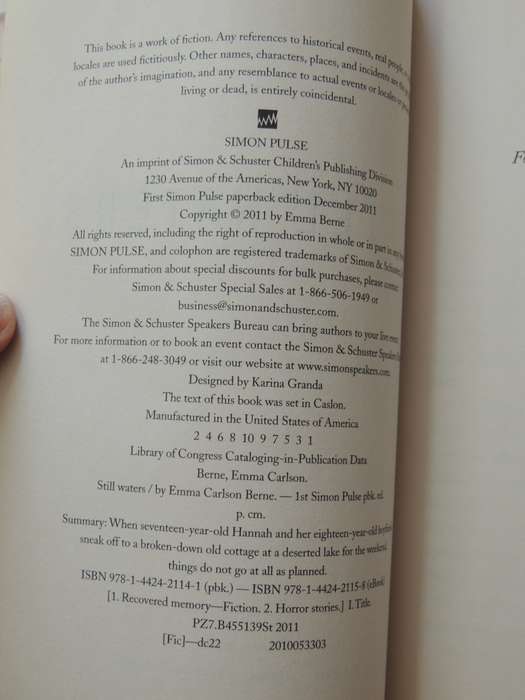 This book is a work of fiction. Any references to historical events, real people, or
locales are used fictitiously. Other names, characters, places, and incidents are the
of the author's imagination, and any resemblance to actual events or locales or
living or dead, is entirely coincidental.
SIMON PULSE
An imprint of Simon & Schuster Children's Publishing Division
1230 Avenue of the Americas, New York, NY 10020
First Simon Pulse paperback edition December 2011
Copyright © 2011 by Emma Berne
All rights reserved, including the right of reproduction in whole or in part in any
SIMON PULSE, and colophon are registered trademarks of Simon & Schuster,
For information about special discounts for bulk purchases, please contact
Simon & Schuster Special Sales at 1-866-506-1949 or
business@simonandschuster.com.
The Simon & Schuster Speakers Bureau can bring authors to your live event.
For more information or to book an event contact the Simon & Schuster Speakers
at 1-866-248-3049 or visit our website at www.simonspeakers.com.
Designed by Karina Granda
The text of this book was set in Caslon.
Manufactured in the United States of America
2 4 6 8 10 9 7 5 3 1
Library of Congress Cataloging-in-Publication Data
Berne, Emma Carlson.
Still waters / by Emma Carlson Berne. — 1st Simon Pulse pbk. ed.
p. cm.
Summary: When seventeen-year-old Hannah and her eighteen-year-old boyfriend
sneak off to a broken-down old cottage at a deserted lake for the weekend,
things do not go at all as planned.
ISBN 978-1-4424-2114-1 (pbk.) — ISBN 978-1-4424-2115-8 (eBook)
[1. Recovered memory—Fiction. 2. Horror stories.] I. Title.
PZ7.B455139St 2011
[Fic]—dc22 2010053303